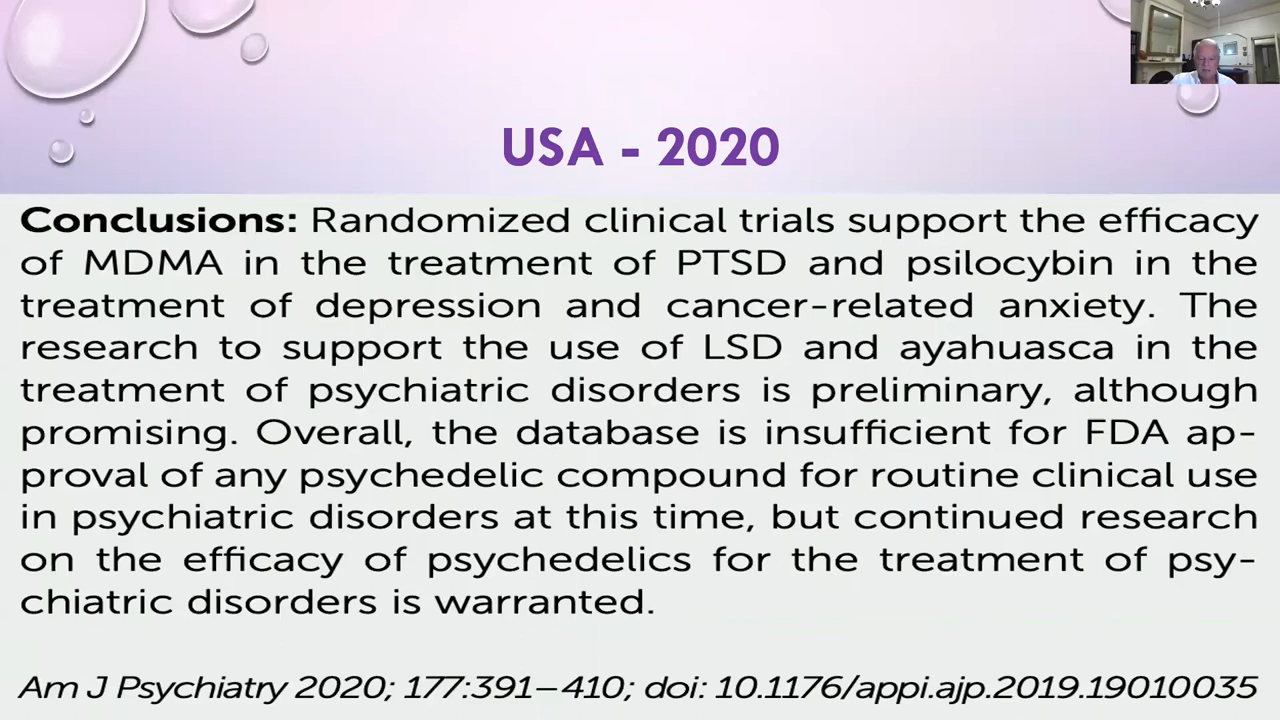 USA - 2020
Conclusions: Randomized clinical trials support the efficacy
of MDMA in the treatment of PTSD and psilocybin in the
treatment of depression and cancer-related anxiety. The
research to support the use of LSD and ayahuasca in the
treatment of psychiatric disorders is preliminary, although
promising. Overall, the database is insufficient for FDA ap-
proval of any psychedelic compound for routine clinical use
in psychiatric disorders at this time, but continued research
on the efficacy of psychedelics for the treatment of psy-
chiatric disorders is warranted.
Am J Psychiatry 2020; 177:391–410; doi: 10.1176/appi.ajp.2019.19010035